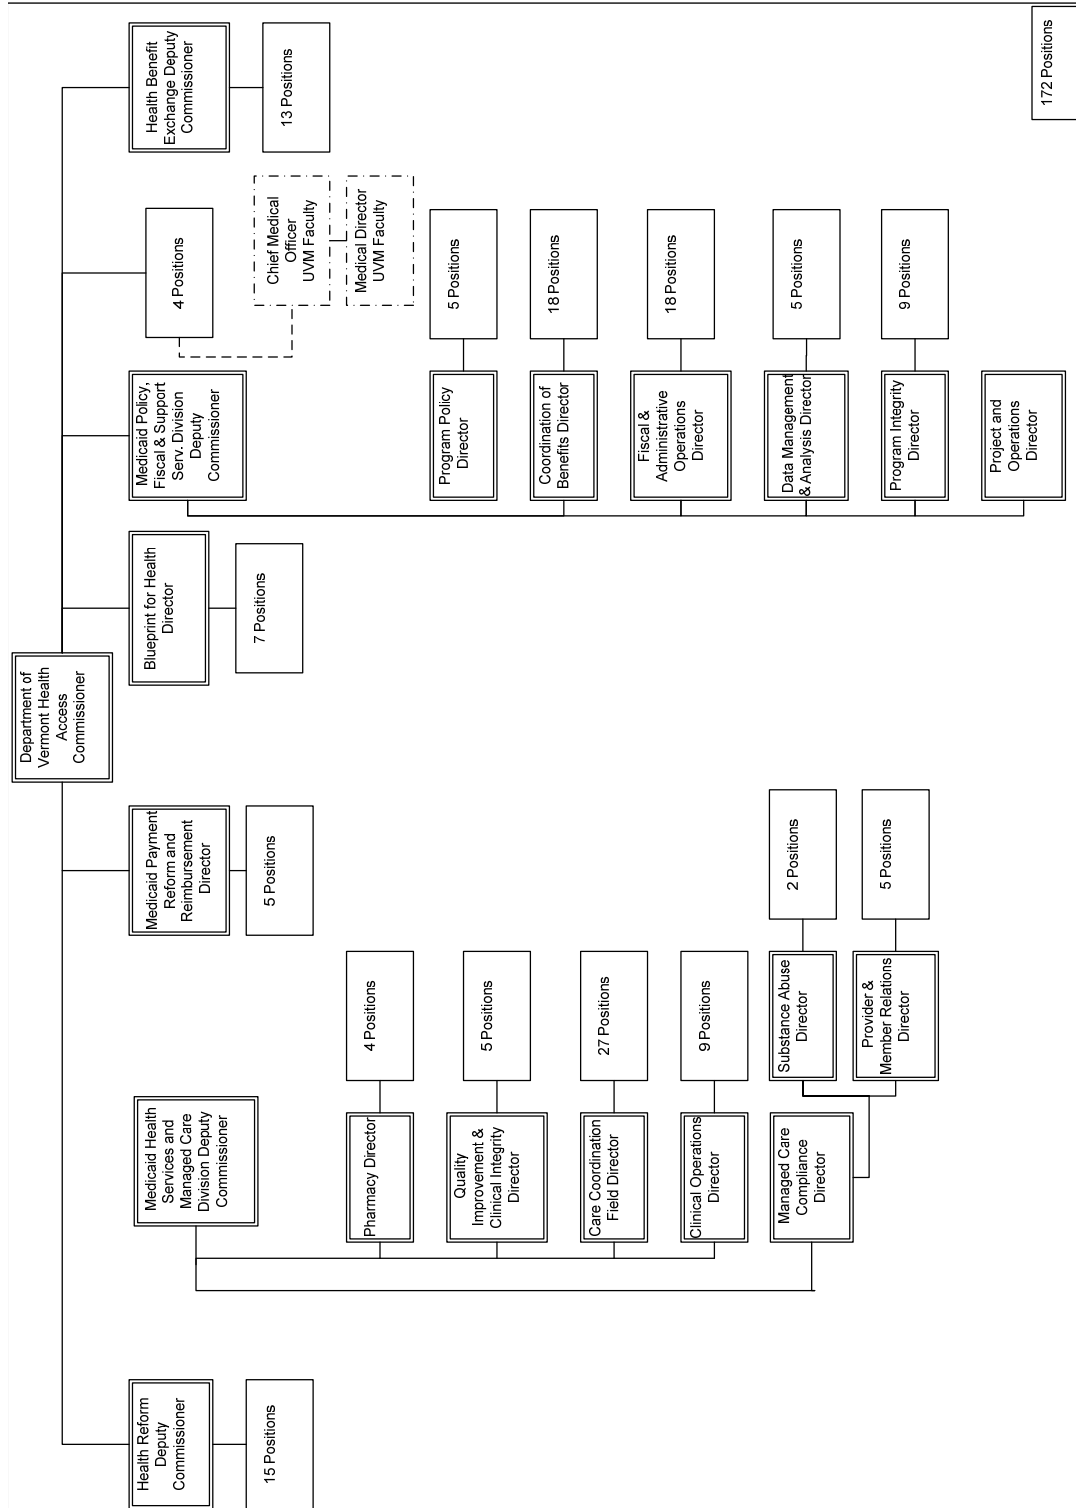 Department of
Vermont Health
Access
Commissioner
Health Reform
Deputy
Commissioner
15 Positions
Medicaid Health
Services and
Managed Care
Division Deputy
Commissioner
Pharmacy Director
4 Positions
Quality
Improvement &
Clinical Integrity
Director
5 Positions
Care Coordination
Field Director
27 Positions
Clinical Operations
Director
9 Positions
Managed Care
Compliance
Director
Substance Abuse
Director
2 Positions
Provider &
Member Relations
Director
5 Positions
Medicaid Payment
Reform and
Reimbursement
Director
5 Positions
Blueprint for Health
Director
7 Positions
Medicaid Policy,
Fiscal & Support
Serv. Division
Deputy
Commissioner
Program Policy
Director
5 Positions
Coordination of
Benefits Director
18 Positions
Fiscal &
Administrative
Operations
Director
18 Positions
Data Management
& Analysis Director
5 Positions
Program Integrity
Director
9 Positions
Project and
Operations
Director
4 Positions
Chief Medical
Officer
UVM Faculty
Medical Director
UVM Faculty
Health Benefit
Exchange Deputy
Commissioner
13 Positions
172 Positions